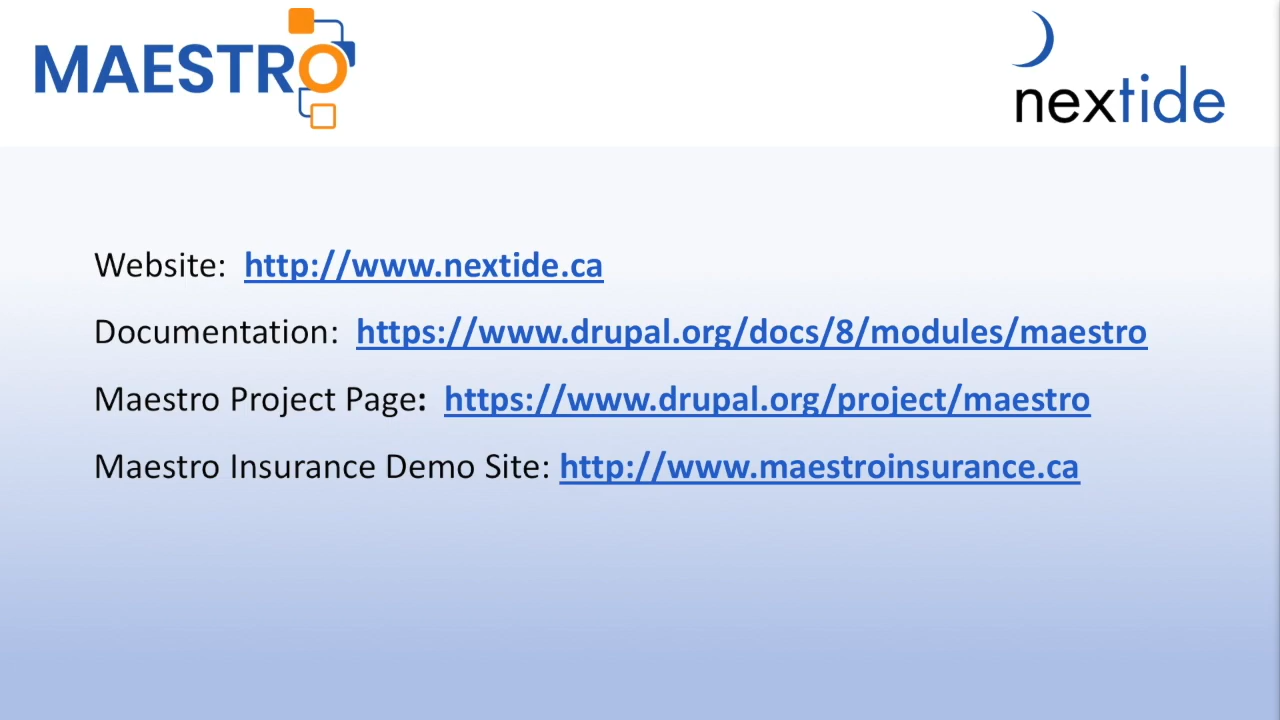 MAESTRO
nextide
Website: http://www.nextide.ca
Documentation: https://www.drupal.org/docs/8/modules/maestro
Maestro Project Page: https://www.drupal.org/project/maestro
Maestro Insurance Demo Site: http://www.maestroinsurance.ca